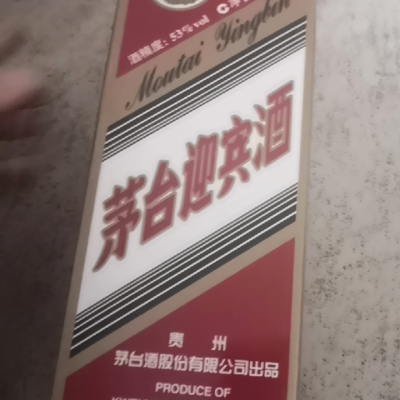 酒精度：53%vol
Moutai Yingbin
茅台迎宾酒
贵 州
茅台酒股份有限公司出品
PRODUCE OF